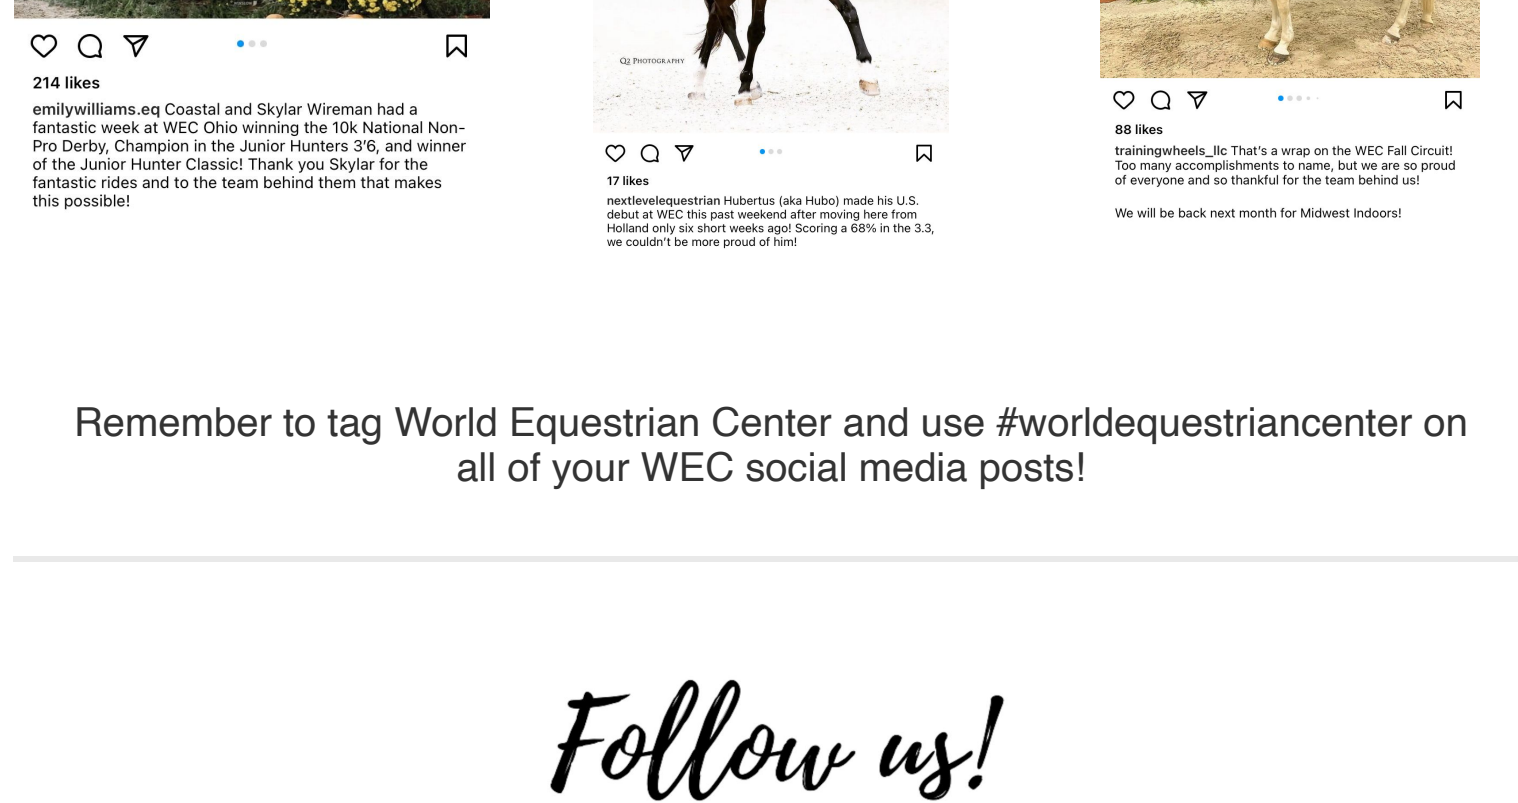 214 likes
emilywilliams.eq Coastal and Skylar Wireman had a
fantastic week at WEC Ohio winning the 10k National Non-
Pro Derby, Champion in the Junior Hunters 3'6, and winner
of the Junior Hunter Classic! Thank you Skylar for the
fantastic rides and to the team behind them that makes
this possible!
Q2 PHOTOGRAPHY
17 likes
nextlevelequestrian Hubertus (aka Hubo) made his U.S.
debut at WEC this past weekend after moving here from
Holland only six short weeks ago! Scoring a 68% in the 3.3,
we couldn't be more proud of him!
88 likes
trainingwheels_llc That's a wrap on the WEC Fall Circuit!
Too many accomplishments to name, but we are so proud
of everyone and so thankful for the team behind us!
We will be back next month for Midwest Indoors!
Remember to tag World Equestrian Center and use #worldequestriancenter on
all of your WEC social media posts!
Follow us!